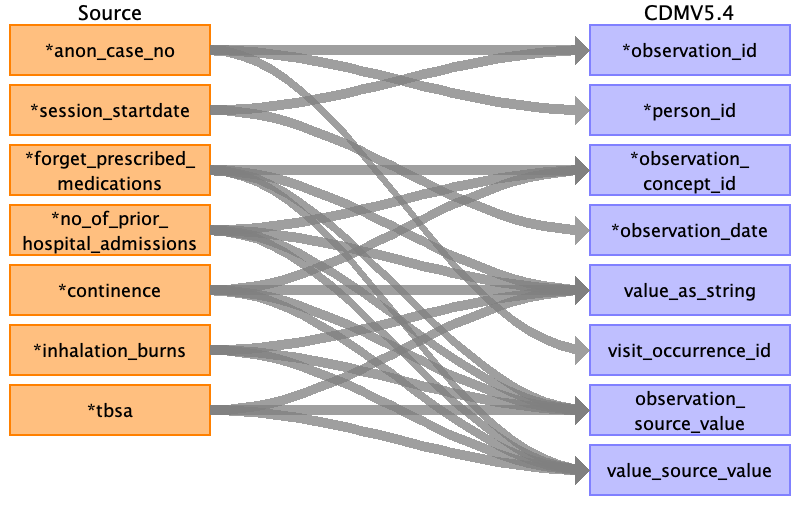 Source
CDMV5.4
*anon_case_no
*observation_id
*session_startdate
*person_id
*forget_prescribed_
medications
*observation_
concept_id
*no_of_prior_
hospital_admissions
*observation_date
*continence
value_as_string
*inhalation_burns
visit_occurrence_id
*tbsa
observation_
source_value
value_source_value